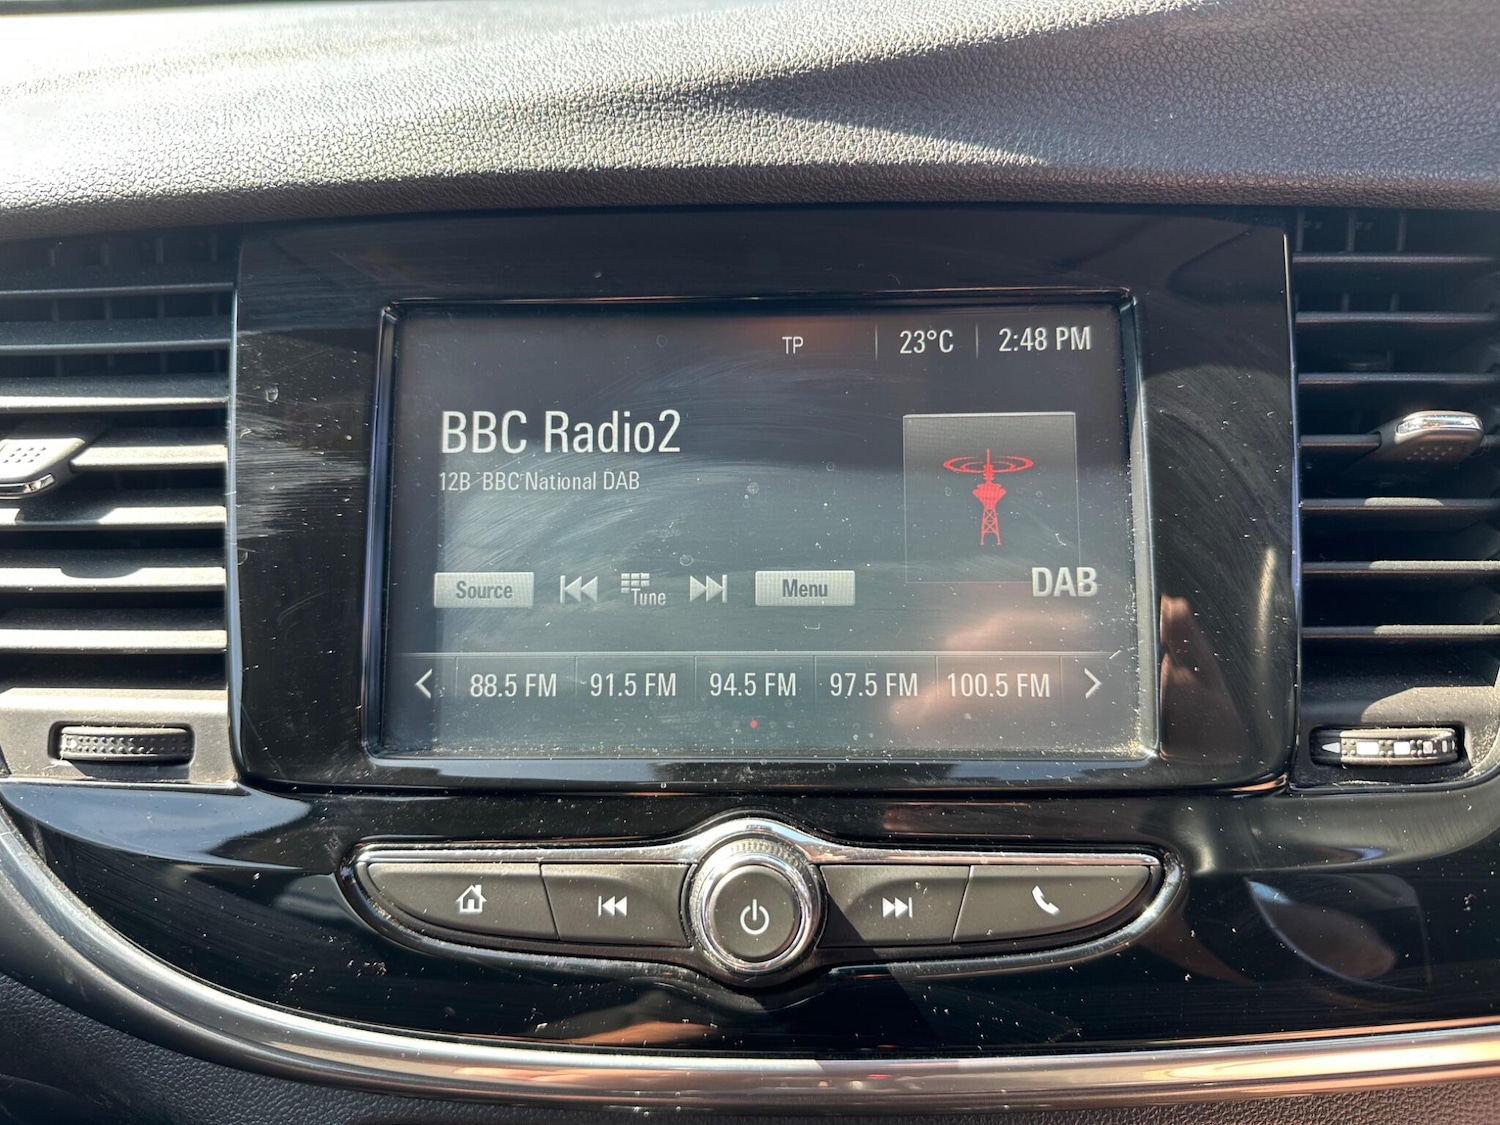 TP 23°C 2:48 PM
BBC Radio2
12B BBC National DAB
Source Tune Menu
DAB
88.5 FM 91.5 FM 94.5 FM 97.5 FM 100.5 FM